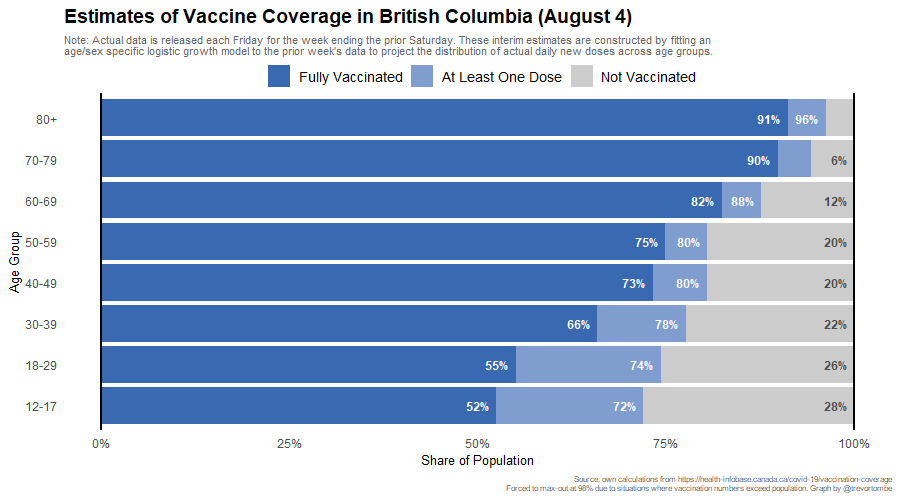 Estimates of Vaccine Coverage in British Columbia (August 4)
Note: Actual data is released each Friday for the week ending the prior Saturday. These interim estimates are constructed by fitting an
age/sex specific logistic growth model to the prior week's data to project the distribution of actual daily new doses across age groups.
Fully Vaccinated At Least One Dose Not Vaccinated
Age Group
80+ 91% 96%
70-79 90% 6%
60-69 82% 88% 12%
50-59 75% 80% 20%
40-49 73% 80% 20%
30-39 66% 78% 22%
18-29 55% 74% 26%
12-17 52% 72% 28%
0% 25% 50% 75% 100%
Share of Population
Source: own calculations from https://health-infobase.canada.ca/covid-19/vaccination-coverage
Forced to max-out at 98% due to situations where vaccination numbers exceed population. Graph by @trevortombe